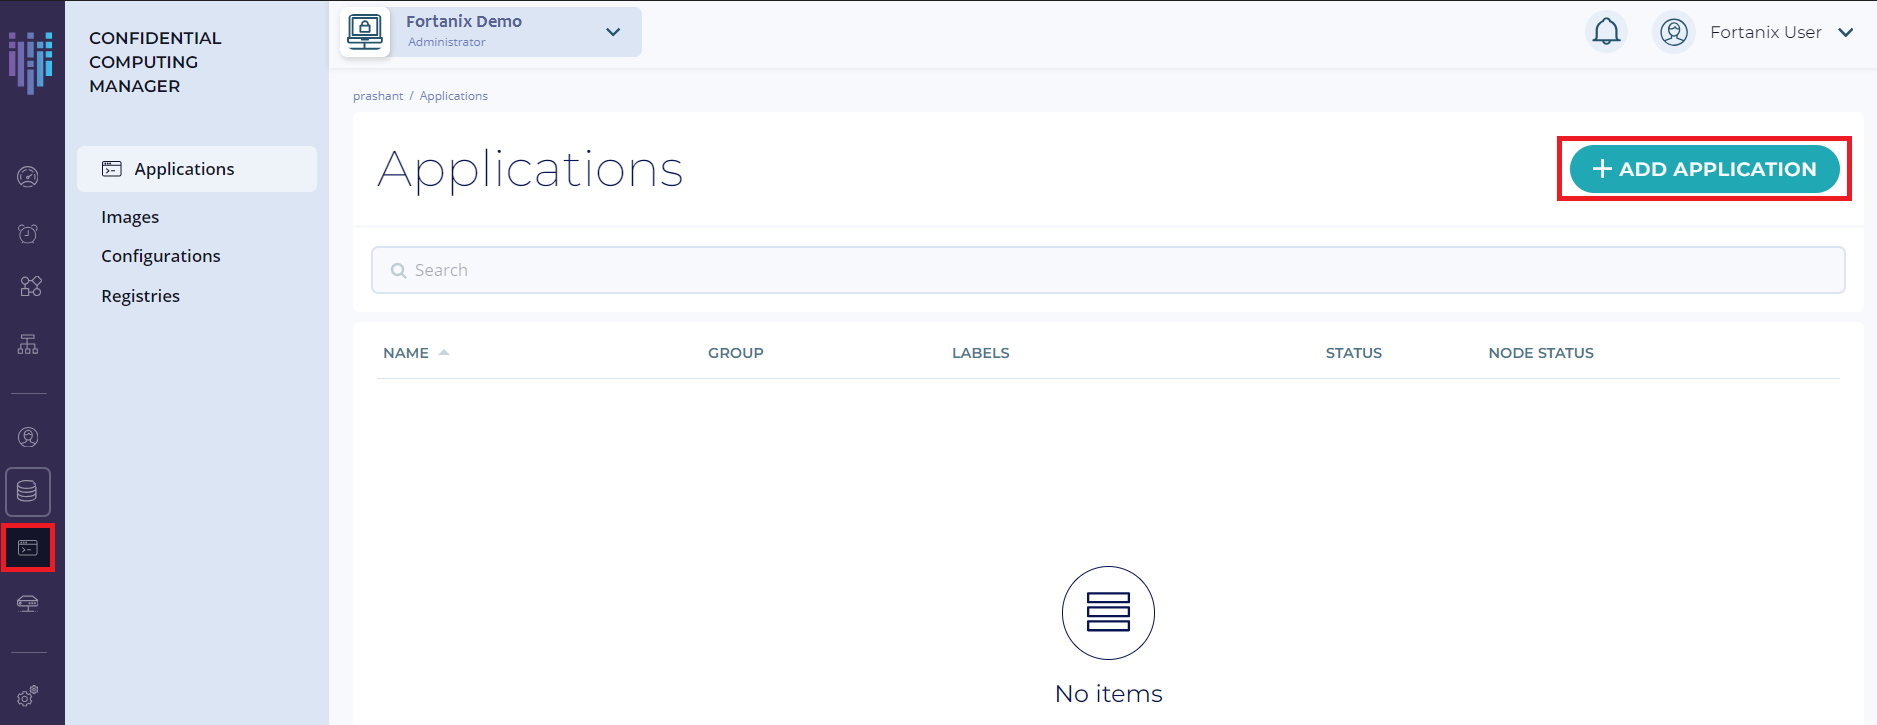 CONFIDENTIAL
COMPUTING
MANAGER
Applications
Images
Configurations
Registries
Fortanix Demo
Administrator
Fortanix User
prashant / Applications
Applications
+ ADD APPLICATION
Search
NAME GROUP LABELS STATUS NODE STATUS
No items